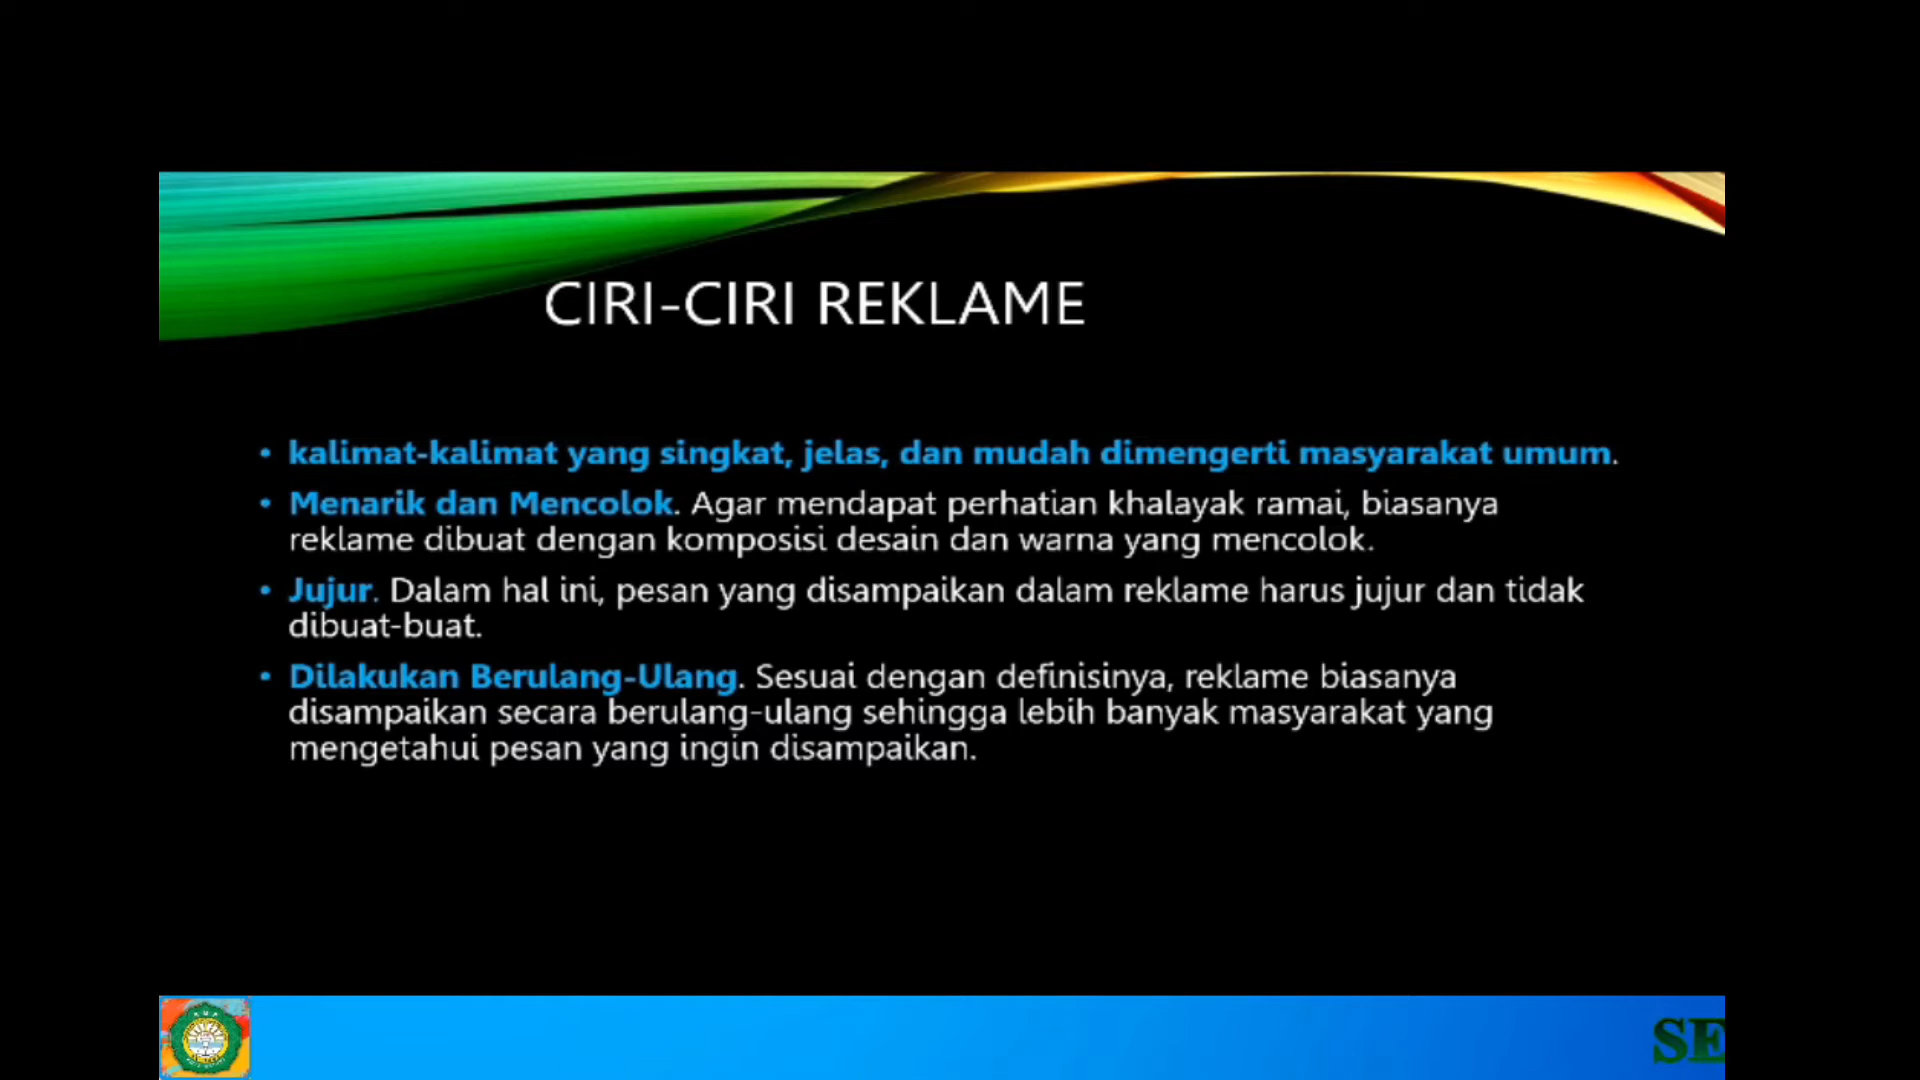 CIRI-CIRI REKLAME
• kalimat-kalimat yang singkat, jelas, dan mudah dimengerti masyarakat umum.
• Menarik dan Mencolok. Agar mendapat perhatian khalayak ramai, biasanya
reklame dibuat dengan komposisi desain dan warna yang mencolok.
• Jujur. Dalam hal ini, pesan yang disampaikan dalam reklame harus jujur dan tidak
dibuat-buat.
• Dilakukan Berulang-Ulang. Sesuai dengan definisinya, reklame biasanya
disampaikan secara berulang-ulang sehingga lebih banyak masyarakat yang
mengetahui pesan yang ingin disampaikan.
SE